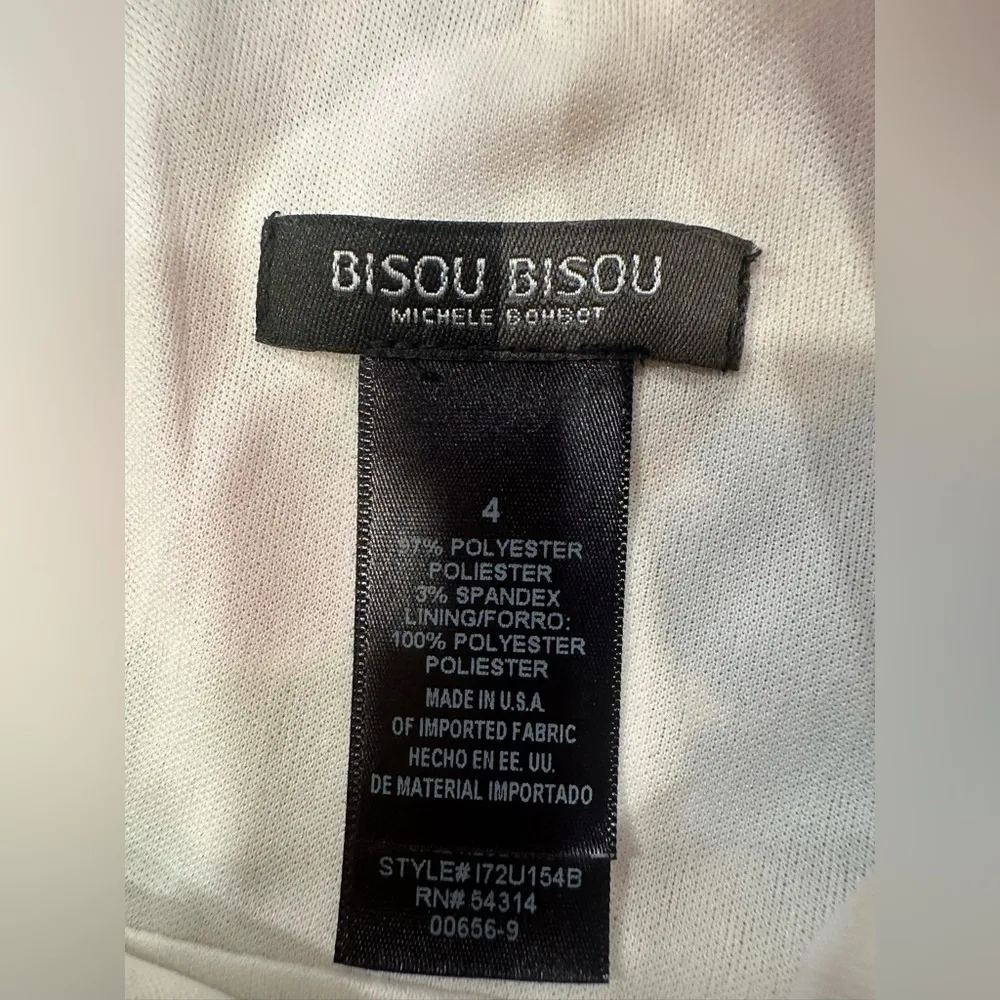 BISOU BISOU
MICHELE BOHBOT
4
97% POLYESTER
POLIESTER
3% SPANDEX
LINING/FORRO:
100% POLYESTER
POLIESTER
MADE IN U.S.A.
OF IMPORTED FABRIC
HECHO EN EE. UU.
DE MATERIAL IMPORTADO
STYLE# I72U154B
RN# 54314
00656-9